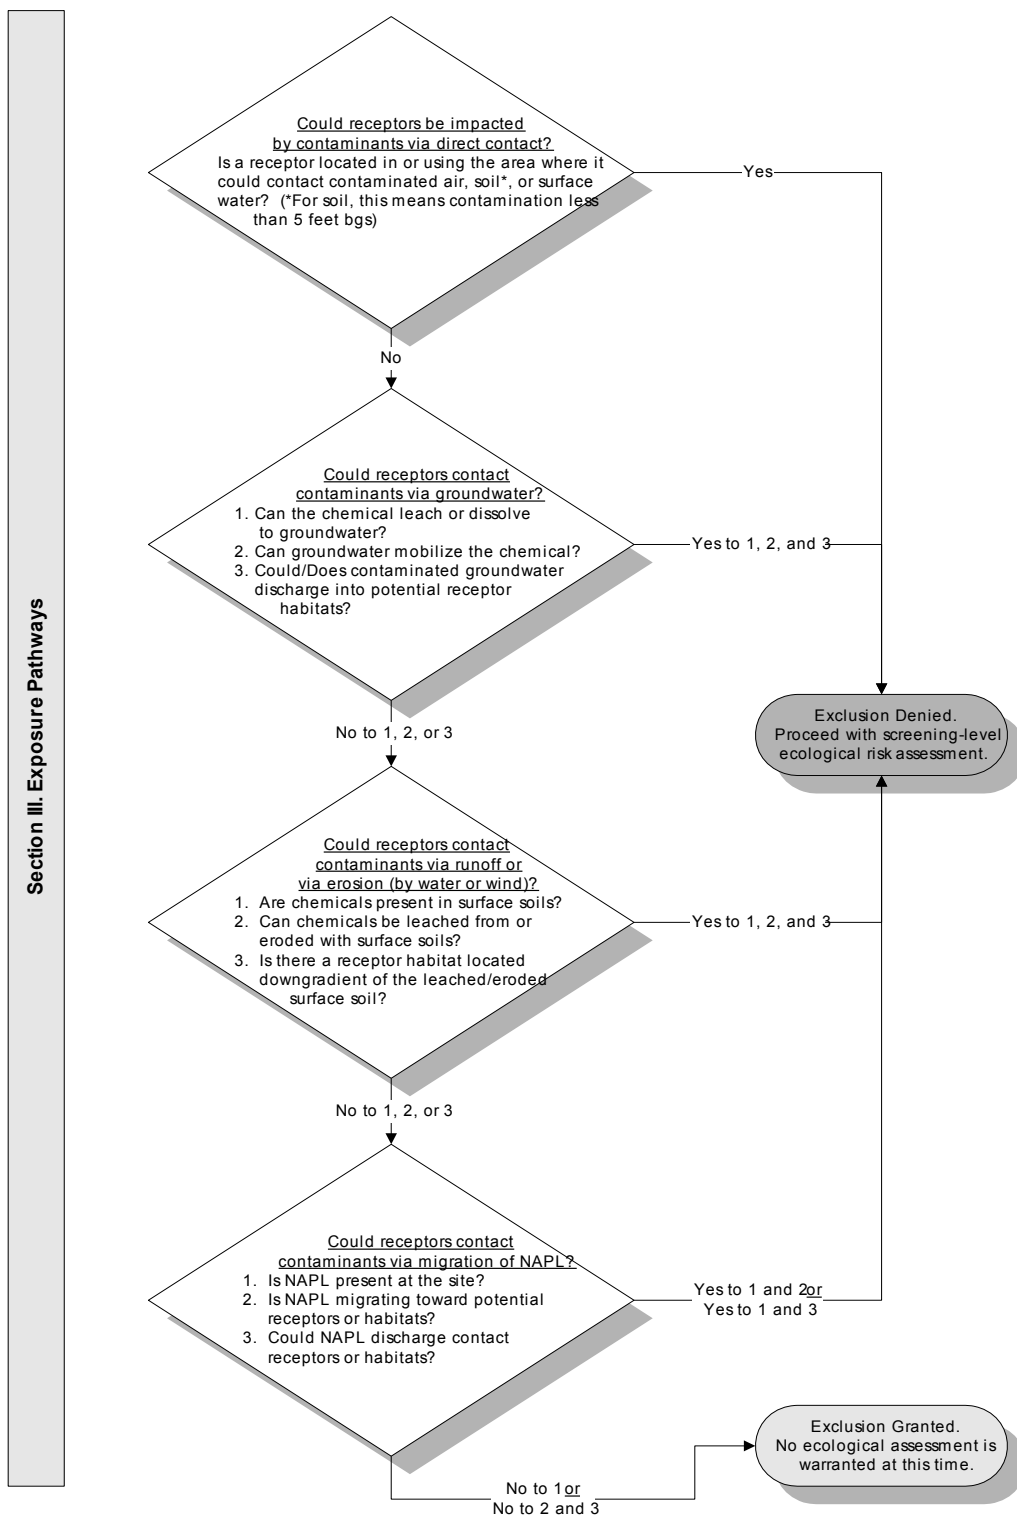 Section III. Exposure Pathways
Could receptors be impacted
by contaminants via direct contact?
Is a receptor located in or using the area where it
could contact contaminated air, soil*, or surface
water? (*For soil, this means contamination less
than 5 feet bgs)
Yes
No
Could receptors contact
contaminants via groundwater?
1. Can the chemical leach or dissolve
to groundwater?
2. Can groundwater mobilize the chemical?
3. Could/Does contaminated groundwater
discharge into potential receptor
habitats?
Yes to 1, 2, and 3
No to 1, 2, or 3
Exclusion Denied.
Proceed with screening-level
ecological risk assessment.
Could receptors contact
contaminants via runoff or
via erosion (by water or wind)?
1. Are chemicals present in surface soils?
2. Can chemicals be leached from or
eroded with surface soils?
3. Is there a receptor habitat located
downgradient of the leached/eroded
surface soil?
Yes to 1, 2, and 3
No to 1, 2, or 3
Could receptors contact
contaminants via migration of NAPL?
1. Is NAPL present at the site?
2. Is NAPL migrating toward potential
receptors or habitats?
3. Could NAPL discharge contact
receptors or habitats?
Yes to 1 and 2 or
Yes to 1 and 3
No to 1 or
No to 2 and 3
Exclusion Granted.
No ecological assessment is
warranted at this time.